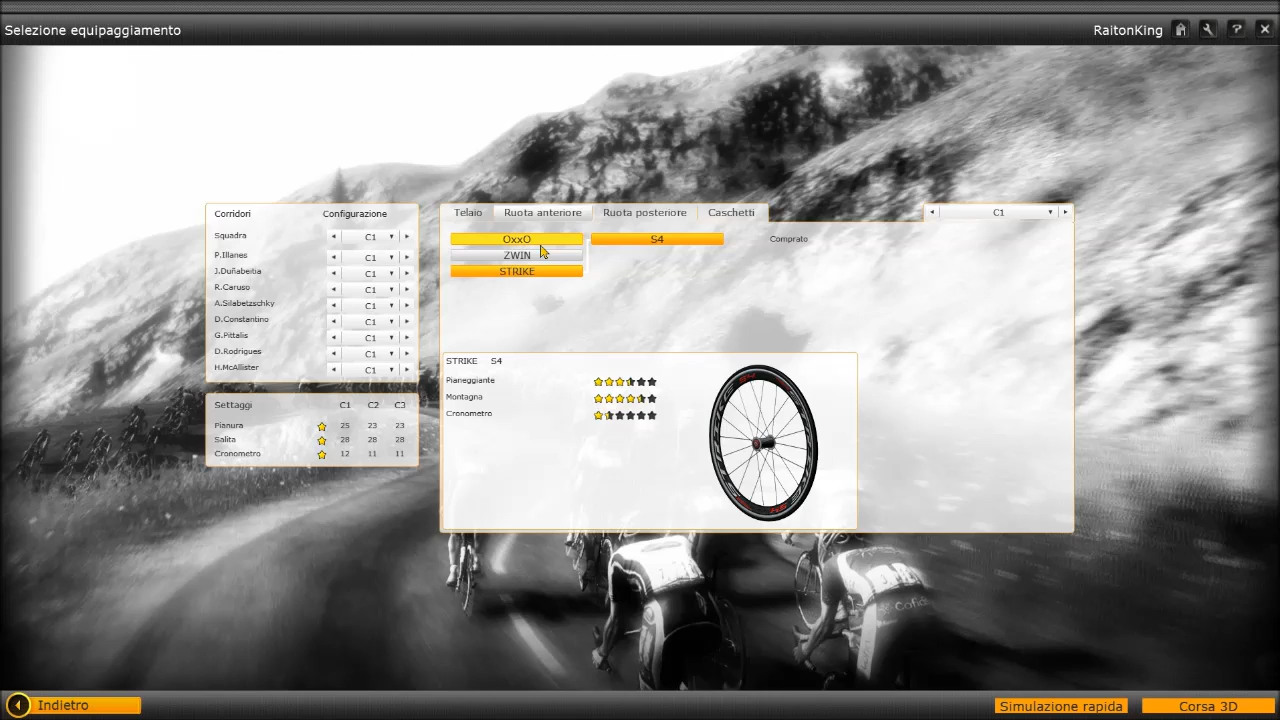 Selezione equipaggiamento
RaitonKing
Corridori
Configurazione
Squadra C1
P.Illanes C1
J.Duñabeitia C1
R.Caruso C1
A.Silabetzschky C1
D.Constantino C1
G.Pittalis C1
D.Rodrigues C1
H.McAllister C1
Settaggi C1 C2 C3
Pianura 25 23 23
Salita 28 28 28
Cronometro 12 11 11
Telaio Ruota anteriore Ruota posteriore Caschetti
C1
OxxO S4 Comprato
ZWIN
STRIKE
STRIKE S4
Pianeggiante
Montagna
Cronometro
Indietro
Simulazione rapida
Corsa 3D